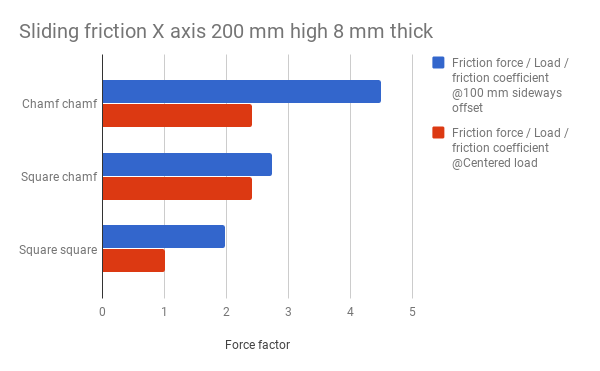 Sliding friction X axis 200 mm high 8 mm thick
Friction force / Load /
friction coefficient
@100 mm sideways
offset
Friction force / Load /
friction coefficient
@Centered load
Chamf chamf
Square chamf
Square square
0 1 2 3 4 5
Force factor